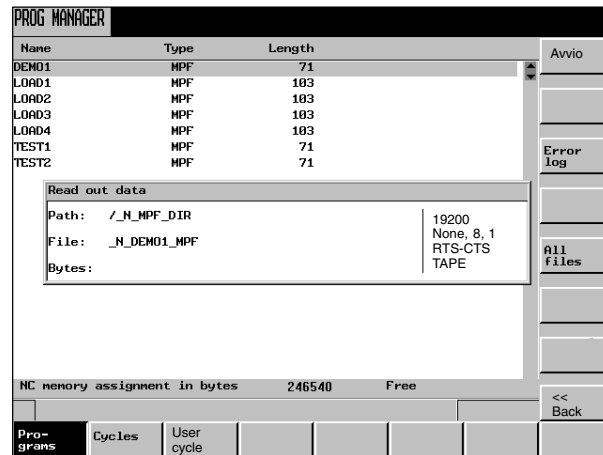 PROG MANAGER
Name Type Length
DEMO1 MPF 71
LOAD1 MPF 103
LOAD2 MPF 103
LOAD3 MPF 103
LOAD4 MPF 103
TEST1 MPF 71
TEST2 MPF 71
Read out data
Path: /_N_MPF_DIR
File: _N_DEMO1_MPF
Bytes:
19200
None, 8, 1
RTS-CTS
TAPE
NC memory assignment in bytes 246540 Free
Avvio
Error
log
All
files
<<
Back
Pro-
grams
Cycles
User
cycle